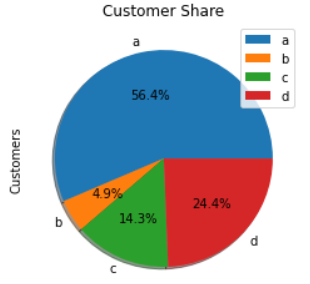 Customer Share
a
a
b
c
d
56.4%
Customers
4.9%
14.3%
24.4%
b
c
d